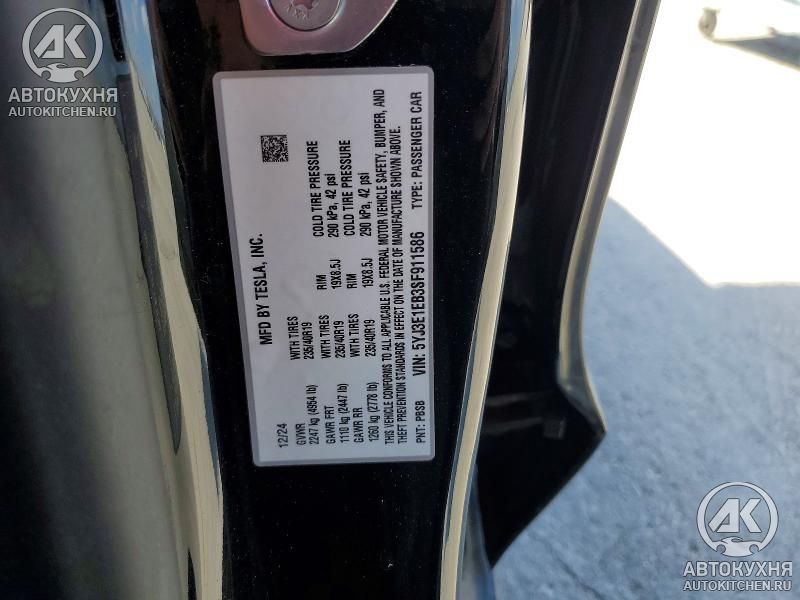 AK
АВТОКУХНЯ
AUTOKITCHEN.RU
MFD BY TESLA, INC.
12/24
GVWR WITH TIRES RIM COLD TIRE PRESSURE
2247 kg (4954 lb) 235/40R19 19X8.5J 290 kPa, 42 psi
GAWR FRT WITH TIRES RIM COLD TIRE PRESSURE
1110 kg (2447 lb) 235/40R19 19X8.5J 290 kPa, 42 psi
GAWR RR
1260 kg (2778 lb) 235/40R19
THIS VEHICLE CONFORMS TO ALL APPLICABLE U.S. FEDERAL MOTOR VEHICLE SAFETY, BUMPER, AND
THEFT PREVENTION STANDARDS IN EFFECT ON THE DATE OF MANUFACTURE SHOWN ABOVE.
VIN: 5YJ3E1EB3SF911586
PNT: PBSB TYPE: PASSENGER CAR
AK
АВТОКУХНЯ
AUTOKITCHEN.RU